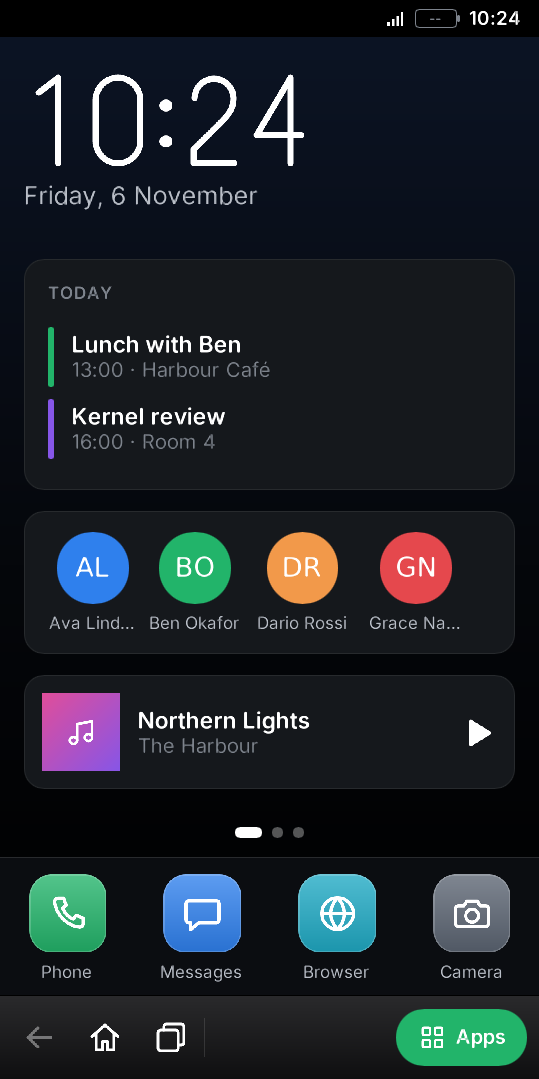 -- 10:24
10:24
Friday, 6 November
TODAY
Lunch with Ben
13:00 · Harbour Café
Kernel review
16:00 · Room 4
AL BO DR GN
Ava Lind... Ben Okafor Dario Rossi Grace Na...
Northern Lights
The Harbour
Phone Messages Browser Camera
Apps